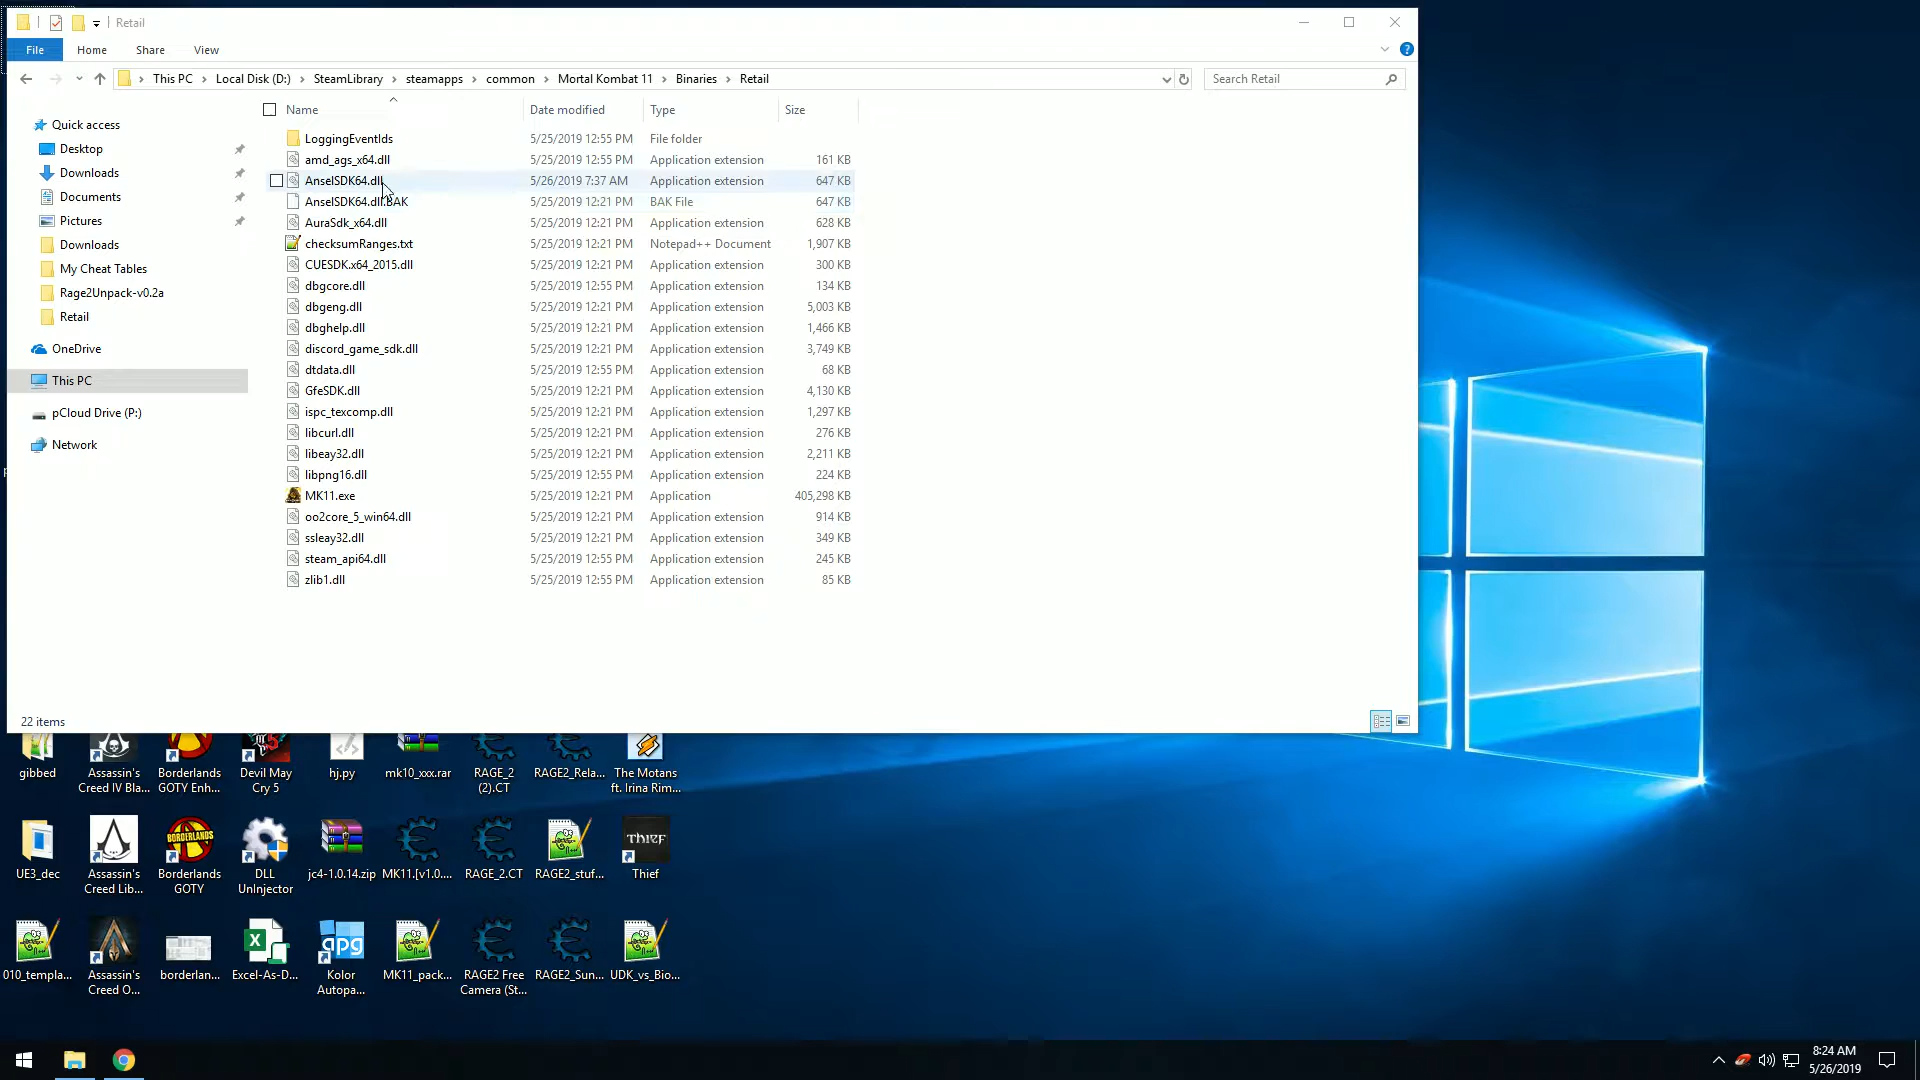 Retail
File
Home
Share
View
This PC
Local Disk (D:)
SteamLibrary
steamapps
common
Mortal Kombat 11
Binaries
Retail
Search Retail
Quick access
Desktop
Downloads
Documents
Pictures
Downloads
My Cheat Tables
Rage2Unpack-v0.2a
Retail
OneDrive
This PC
pCloud Drive (P:)
Network
Name Date modified Type Size
LoggingEventIds 5/25/2019 12:55 PM File folder
amd_ags_x64.dll 5/25/2019 12:55 PM Application extension 161 KB
AnselSDK64.dll 5/26/2019 7:37 AM Application extension 647 KB
AnselSDK64.dll.BAK 5/25/2019 12:21 PM BAK File 647 KB
AuraSdk_x64.dll 5/25/2019 12:21 PM Application extension 628 KB
checksumRanges.txt 5/25/2019 12:21 PM Notepad++ Document 1,907 KB
CUESDK.x64_2015.dll 5/25/2019 12:21 PM Application extension 300 KB
dbgcore.dll 5/25/2019 12:55 PM Application extension 134 KB
dbgeng.dll 5/25/2019 12:21 PM Application extension 5,003 KB
dbghelp.dll 5/25/2019 12:21 PM Application extension 1,466 KB
discord_game_sdk.dll 5/25/2019 12:21 PM Application extension 3,749 KB
dtdata.dll 5/25/2019 12:55 PM Application extension 68 KB
GfeSDK.dll 5/25/2019 12:21 PM Application extension 4,130 KB
ispc_texcomp.dll 5/25/2019 12:21 PM Application extension 1,297 KB
libcurl.dll 5/25/2019 12:21 PM Application extension 276 KB
libeay32.dll 5/25/2019 12:21 PM Application extension 2,211 KB
libpng16.dll 5/25/2019 12:55 PM Application extension 224 KB
MK11.exe 5/25/2019 12:21 PM Application 405,298 KB
oo2core_5_win64.dll 5/25/2019 12:21 PM Application extension 914 KB
ssleay32.dll 5/25/2019 12:21 PM Application extension 349 KB
steam_api64.dll 5/25/2019 12:55 PM Application extension 245 KB
zlib1.dll 5/25/2019 12:55 PM Application extension 85 KB
22 items
gibbed
Assassin's
Creed IV Bla...
Borderlands
GOTY Enh...
Devil May
Cry 5
hj.py
mk10_xxx.rar
RAGE_2
(2).CT
RAGE2_Rela...
The Motans
ft. Irina Rim...
UE3_dec
Assassin's
Creed Lib...
BORDERLANDS
Borderlands
GOTY
DLL
UnInjector
jc4-1.0.14.zip
MK11.[v1.0....
RAGE_2.CT
RAGE2_stuf...
THIEF
Thief
010_templa...
Assassin's
Creed O...
borderlan...
Excel-As-D...
apg
Kolor
Autopa...
MK11_pack...
RAGE2 Free
Camera (St...
RAGE2_Sun...
UDK_vs_Bio...
8:24 AM
5/26/2019